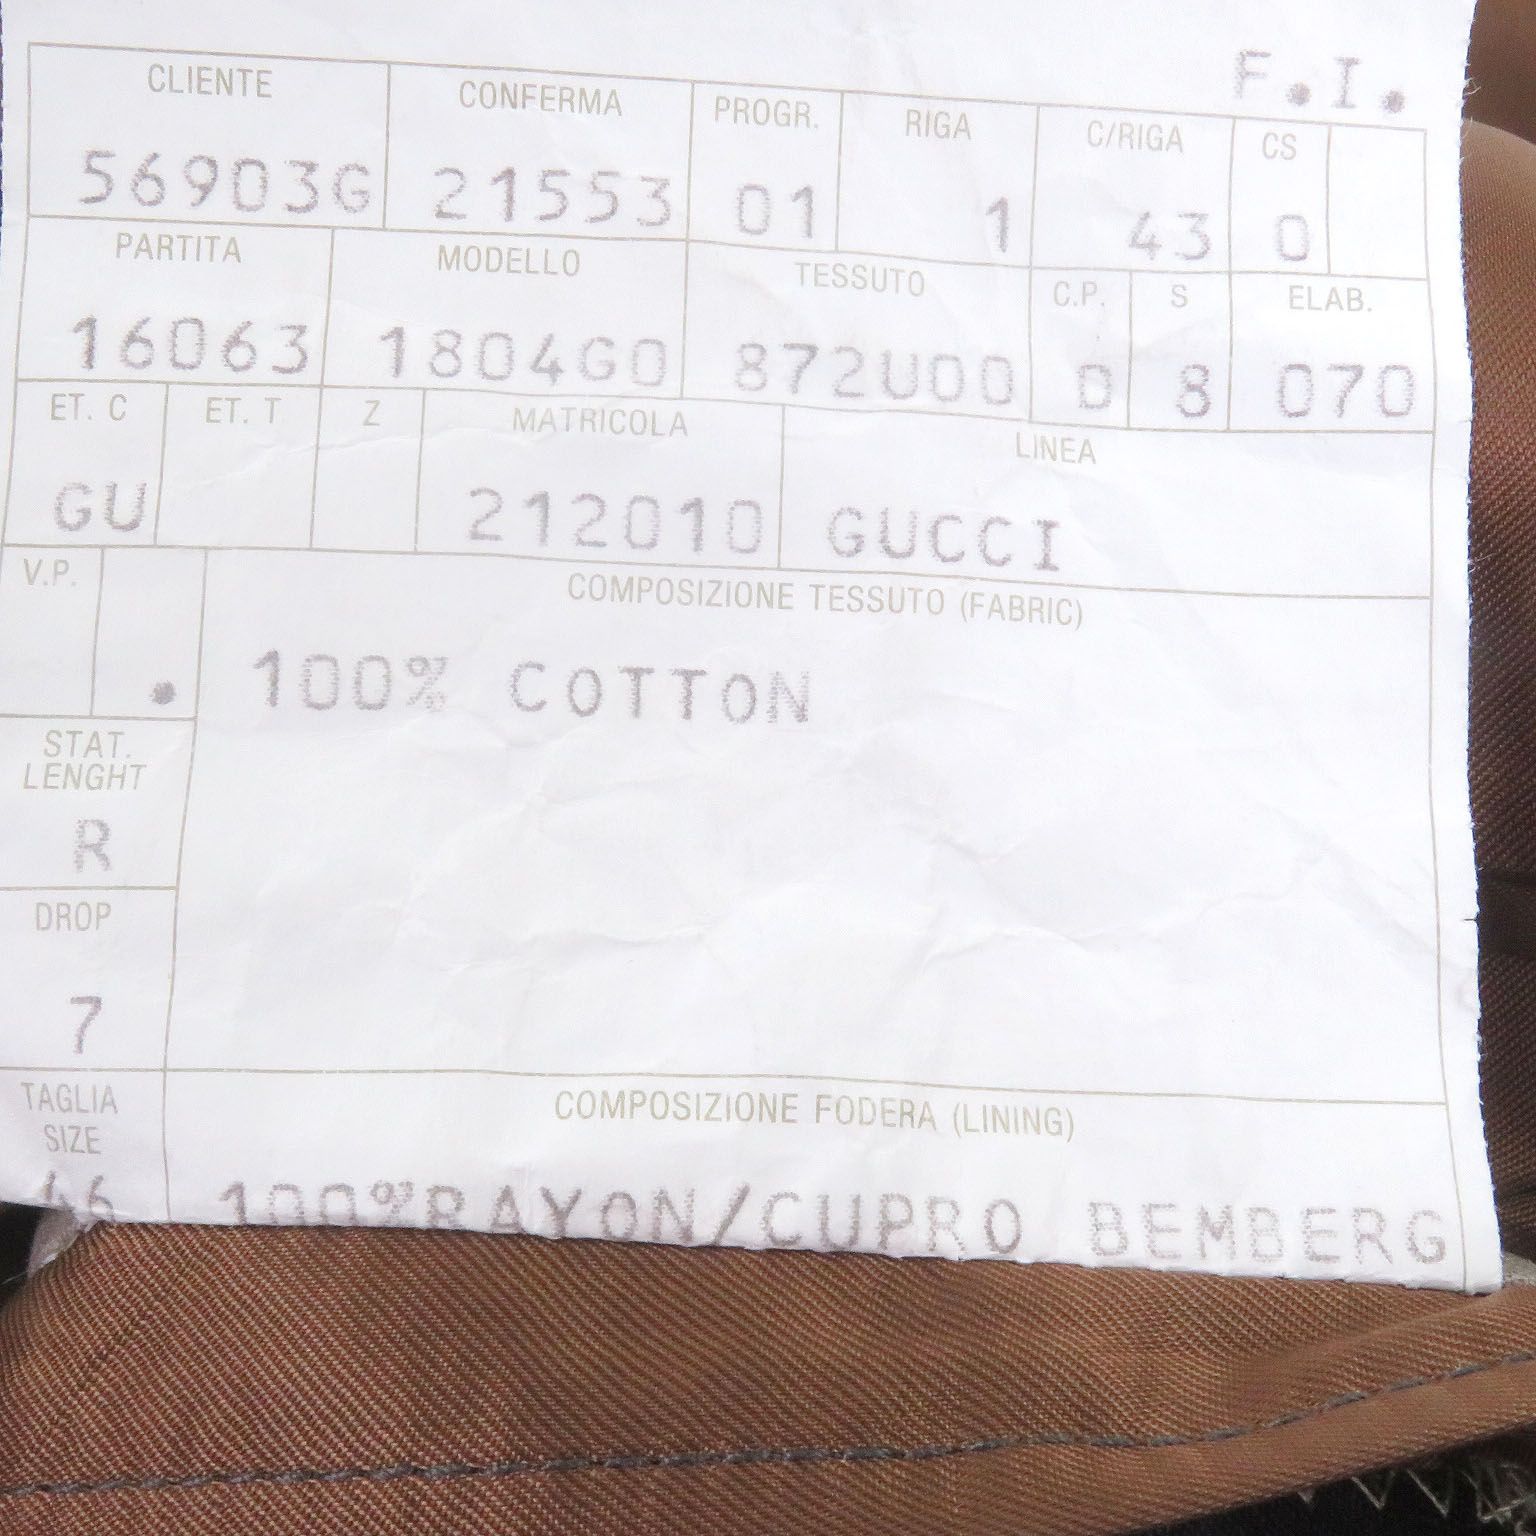 F.I.
CLIENTE CONFERMA PROGR. RIGA C/RIGA CS
56903G 21553 01 1 43 0
PARTITA MODELLO TESSUTO C.P. S ELAB.
16063 1804G0 872U00 D 8 070
ET. C ET. T Z MATRICOLA LINEA
GU 212010 GUCCI
V.P. COMPOSIZIONE TESSUTO (FABRIC)
. 100% COTTON
STAT.
LENGHT
R
DROP
7
TAGLIA
SIZE
46
COMPOSIZIONE FODERA (LINING)
100%RAYON/CUPRO BEMBERG